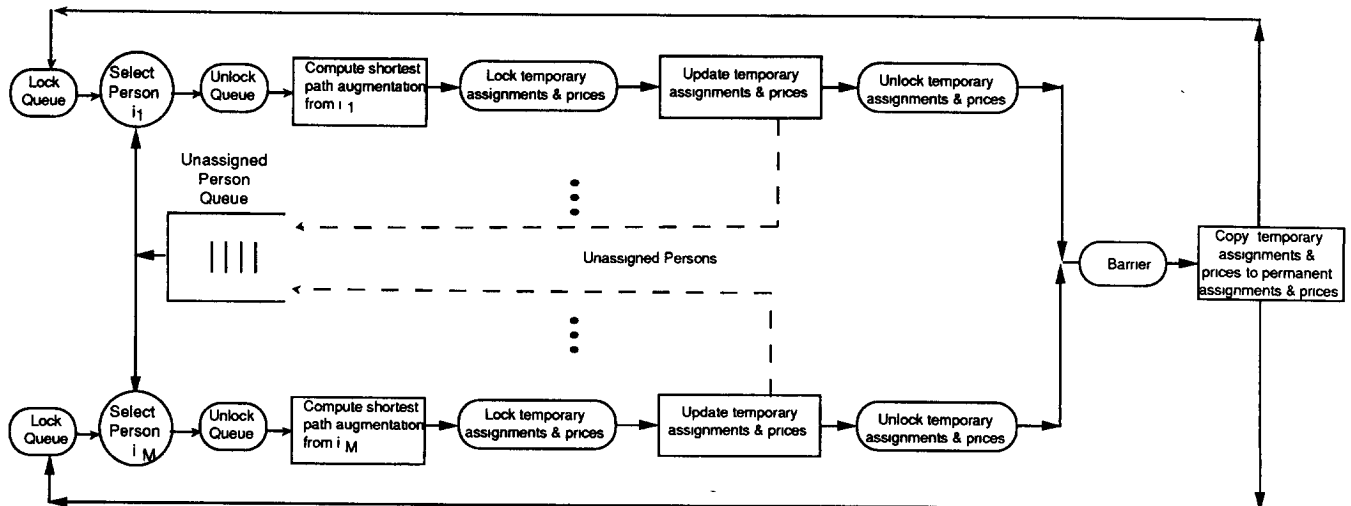 Lock
Queue
Select
Person
i1
Unlock
Queue
Compute shortest
path augmentation
from i 1
Lock temporary
assignments & prices
Update temporary
assignments & prices
Unlock temporary
assignments & prices
Unassigned
Person
Queue
Unassigned Persons
Barrier
Copy temporary
assignments &
prices to permanent
assignments & prices
Lock
Queue
Select
Person
i M
Unlock
Queue
Compute shortest
path augmentation
from i M
Lock temporary
assignments & prices
Update temporary
assignments & prices
Unlock temporary
assignments & prices